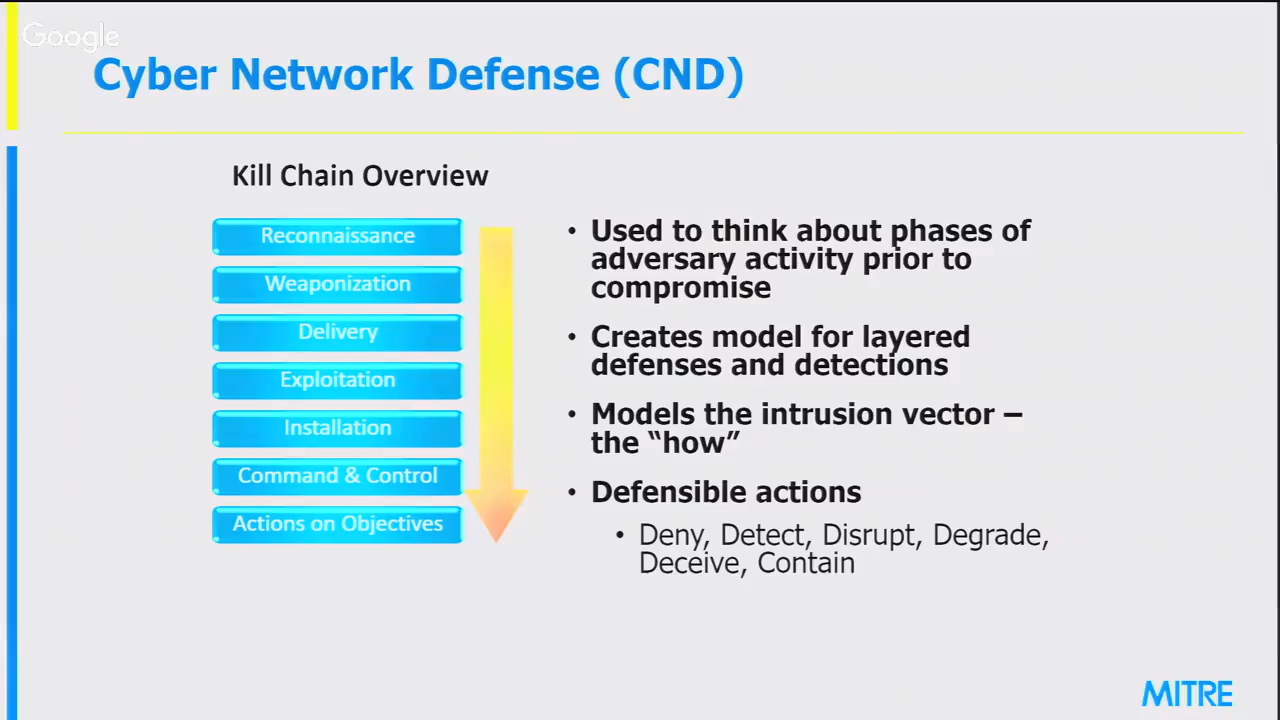 Google
Cyber Network Defense (CND)
Kill Chain Overview
Reconnaissance
Weaponization
Delivery
Exploitation
Installation
Command & Control
Actions on Objectives
• Used to think about phases of
adversary activity prior to
compromise
• Creates model for layered
defenses and detections
• Models the intrusion vector –
the “how”
• Defensible actions
• Deny, Detect, Disrupt, Degrade,
Deceive, Contain
MITRE